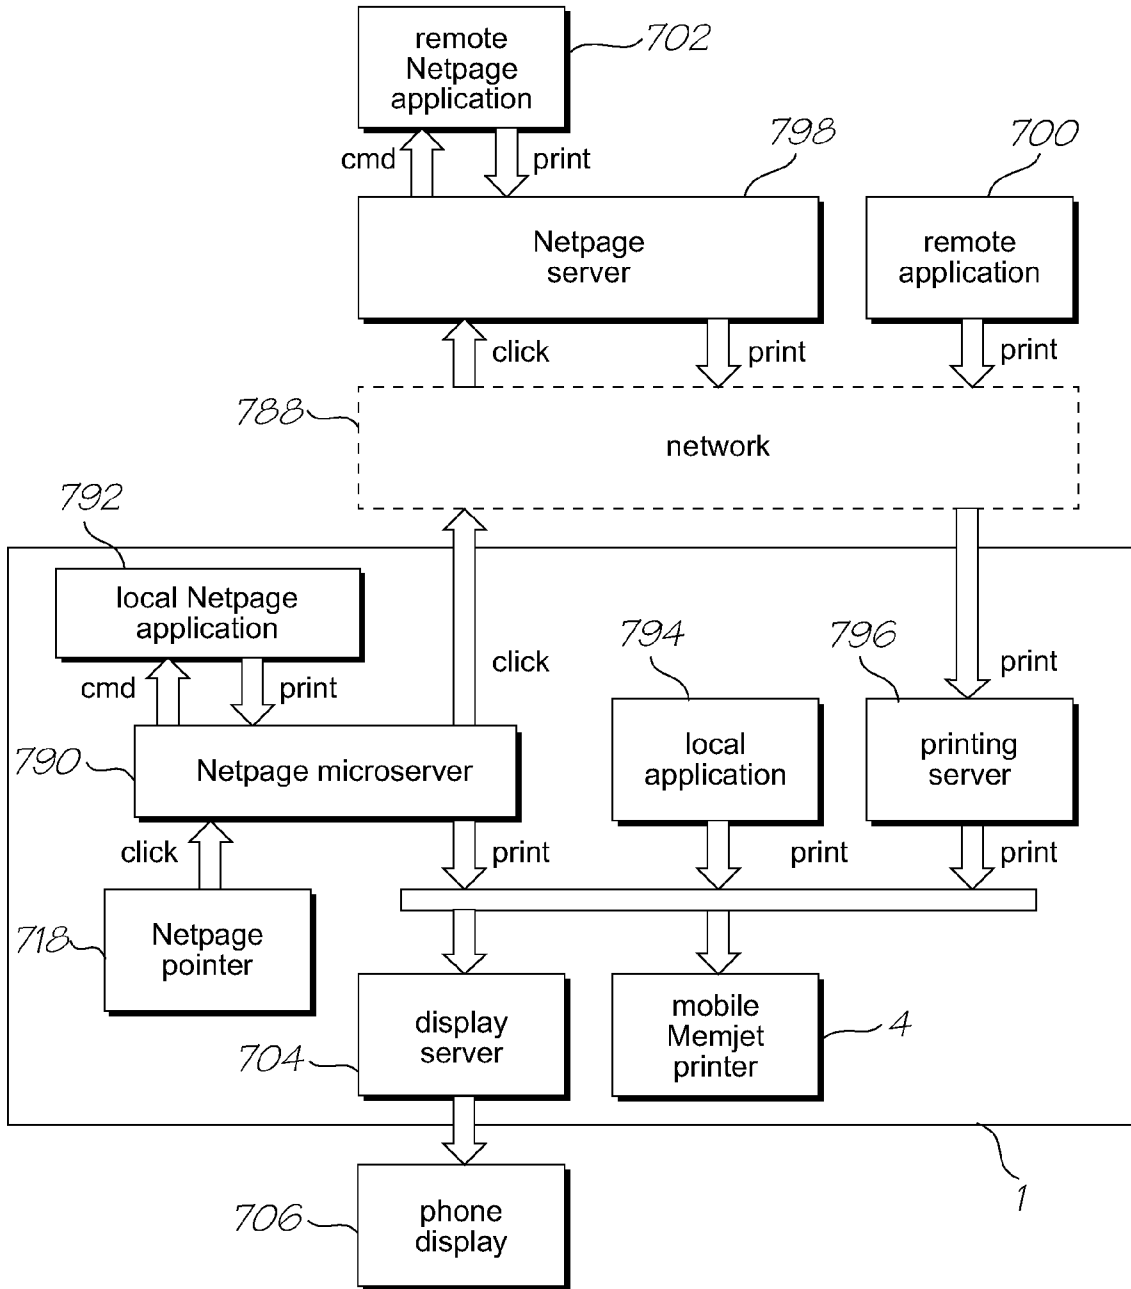 remote
Netpage
application
702
cmd
print
798
700
Netpage
server
remote
application
click
print
print
788
network
792
local Netpage
application
794
796
cmd
print
click
print
790
Netpage microserver
local
application
printing
server
click
print
print
print
718
Netpage
pointer
display
server
704
mobile
Memjet
printer
4
706
phone
display
1